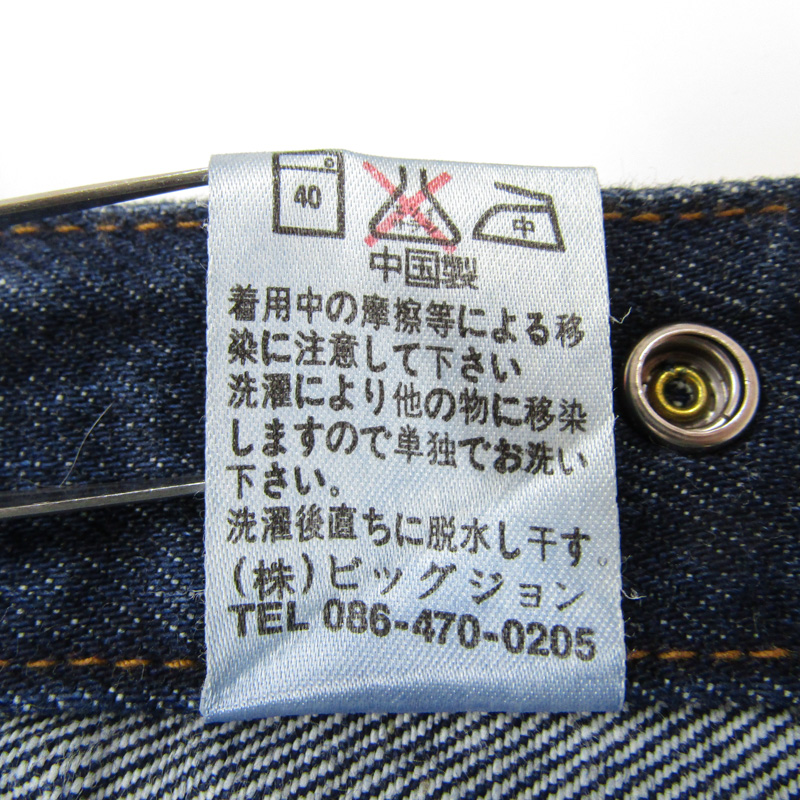 40
中
中国製
着用中の摩擦等による移
染に注意して下さい
洗濯により他の物に移染
しますので単独でお洗い
下さい。
洗濯後直ちに脱水し干す。
(株)ビッグジョン
TEL 086-470-0205